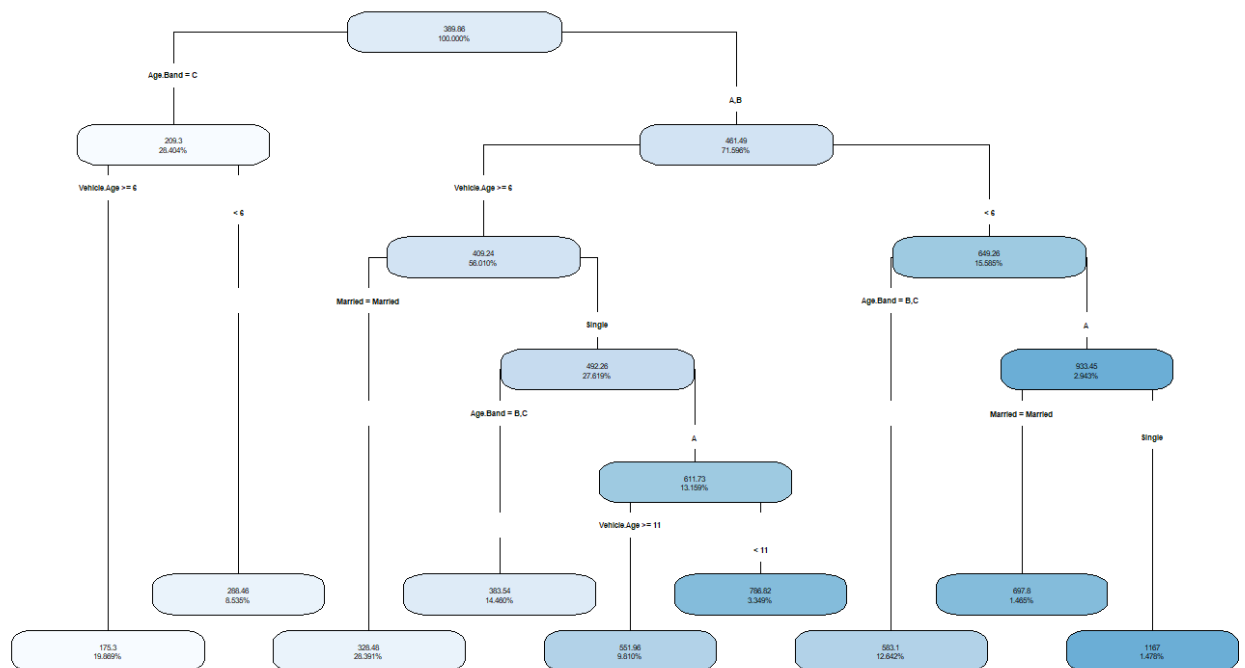 389.86
100.000%
Age.Band = C
A,B
209.3
28.404%
461.49
71.596%
Vehicle.Age >= 6
< 6
Vehicle.Age >= 6
< 6
409.24
56.010%
649.26
15.585%
Married = Married
Single
Age.Band = B,C
A
492.26
27.619%
933.45
2.943%
Age.Band = B,C
A
Married = Married
Single
611.73
13.159%
Vehicle.Age >= 11
< 11
288.46
8.535%
383.54
14.460%
786.82
3.349%
697.8
1.465%
175.3
19.869%
328.48
28.391%
551.96
9.810%
583.1
12.642%
1167
1.478%